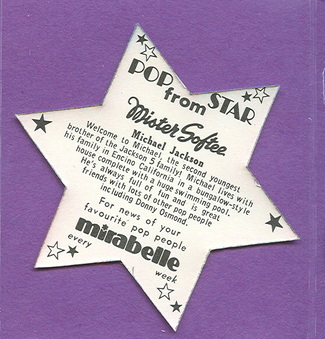 POP STAR
from
Mister Softee
Michael Jackson
Welcome to Michael, the second youngest
brother of the Jackson 5 family! Michael lives with
his family in Encino California in a bungalow-style
house complete with a huge swimming pool.
He's always full of fun and is great
friends with lots of other pop people
including Donny Osmond.
For news of your
favourite pop people
mirabelle
every week